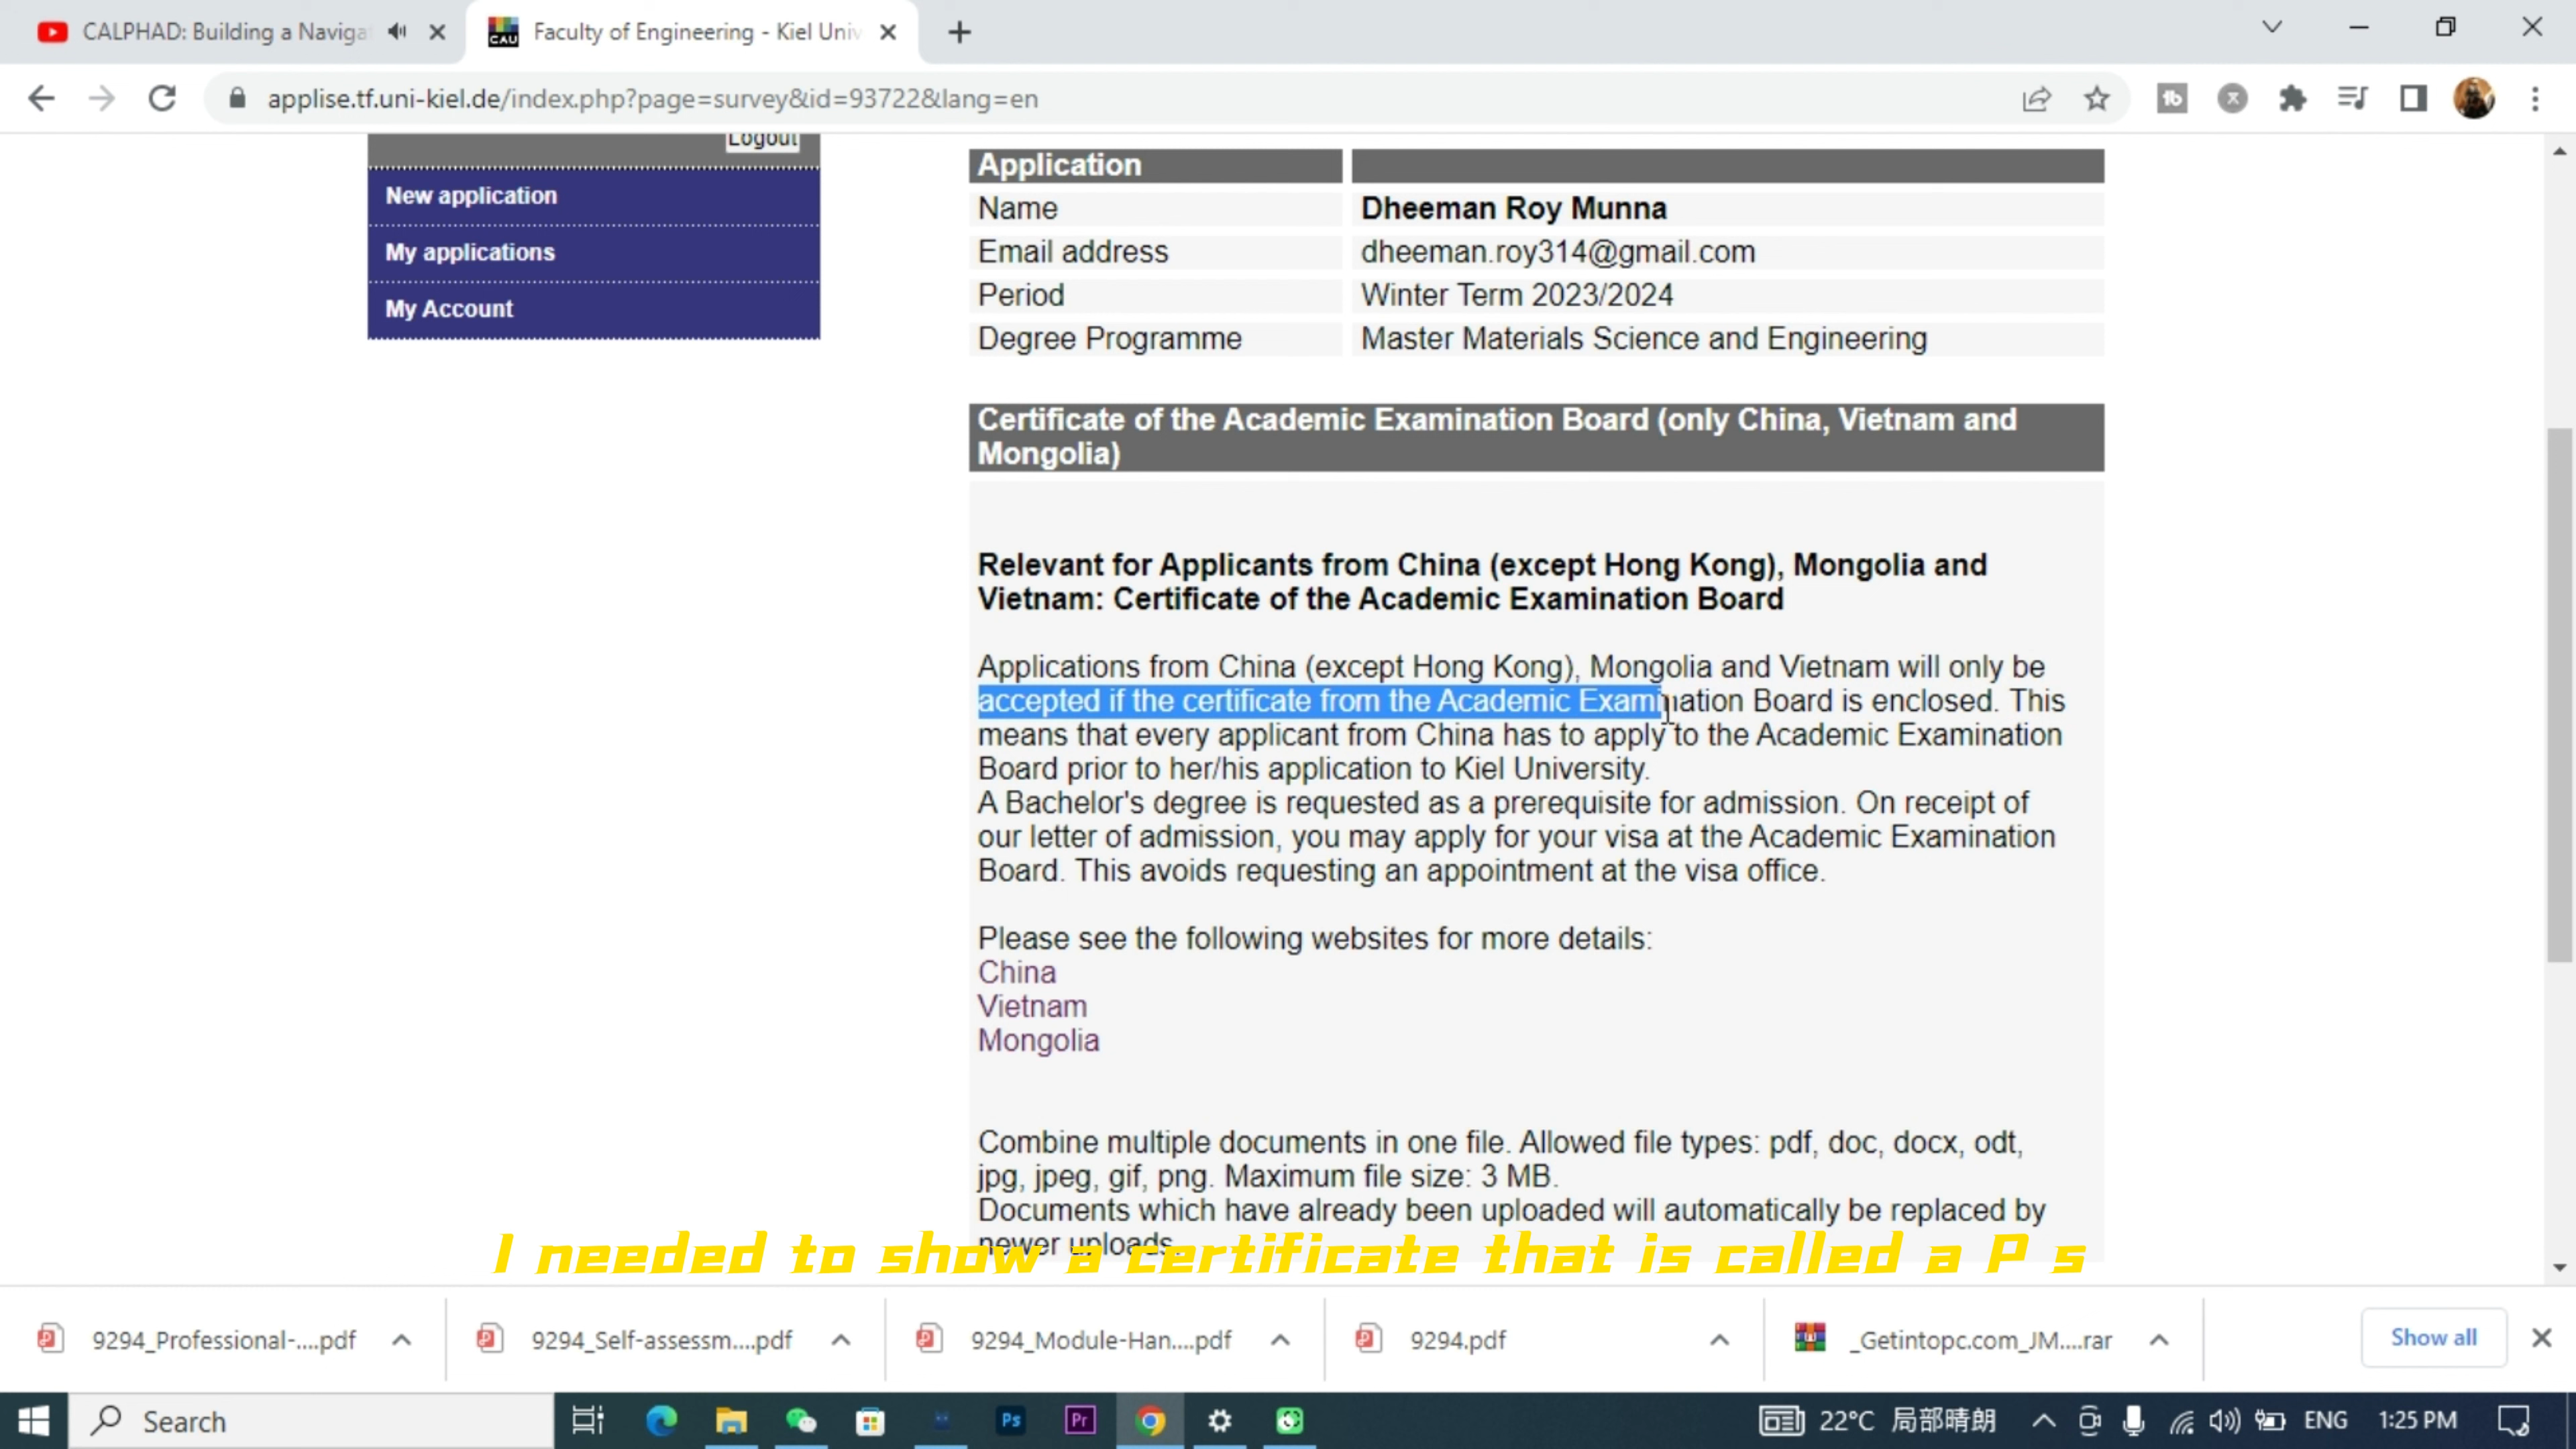 CALPHAD: Building a Naviga
Faculty of Engineering - Kiel Univ
applise.tf.uni-kiel.de/index.php?page=survey&id=93722&lang=en
Logout
New application
My applications
My Account
Application
Name Dheeman Roy Munna
Email address dheeman.roy314@gmail.com
Period Winter Term 2023/2024
Degree Programme Master Materials Science and Engineering
Certificate of the Academic Examination Board (only China, Vietnam and
Mongolia)
Relevant for Applicants from China (except Hong Kong), Mongolia and
Vietnam: Certificate of the Academic Examination Board
Applications from China (except Hong Kong), Mongolia and Vietnam will only be
accepted if the certificate from the Academic Examination Board is enclosed. This
means that every applicant from China has to apply to the Academic Examination
Board prior to her/his application to Kiel University.
A Bachelor's degree is requested as a prerequisite for admission. On receipt of
our letter of admission, you may apply for your visa at the Academic Examination
Board. This avoids requesting an appointment at the visa office.
Please see the following websites for more details:
China
Vietnam
Mongolia
Combine multiple documents in one file. Allowed file types: pdf, doc, docx, odt,
jpg, jpeg, gif, png. Maximum file size: 3 MB.
Documents which have already been uploaded will automatically be replaced by
newer uploads.
I needed to show a certificate that is called a P s
9294_Professional-....pdf
9294_Self-assessm....pdf
9294_Module-Han....pdf
9294.pdf
_Getintopc.com_JM....rar
Show all
Search
Ps
Pr
22°C 局部晴朗
ENG
1:25 PM